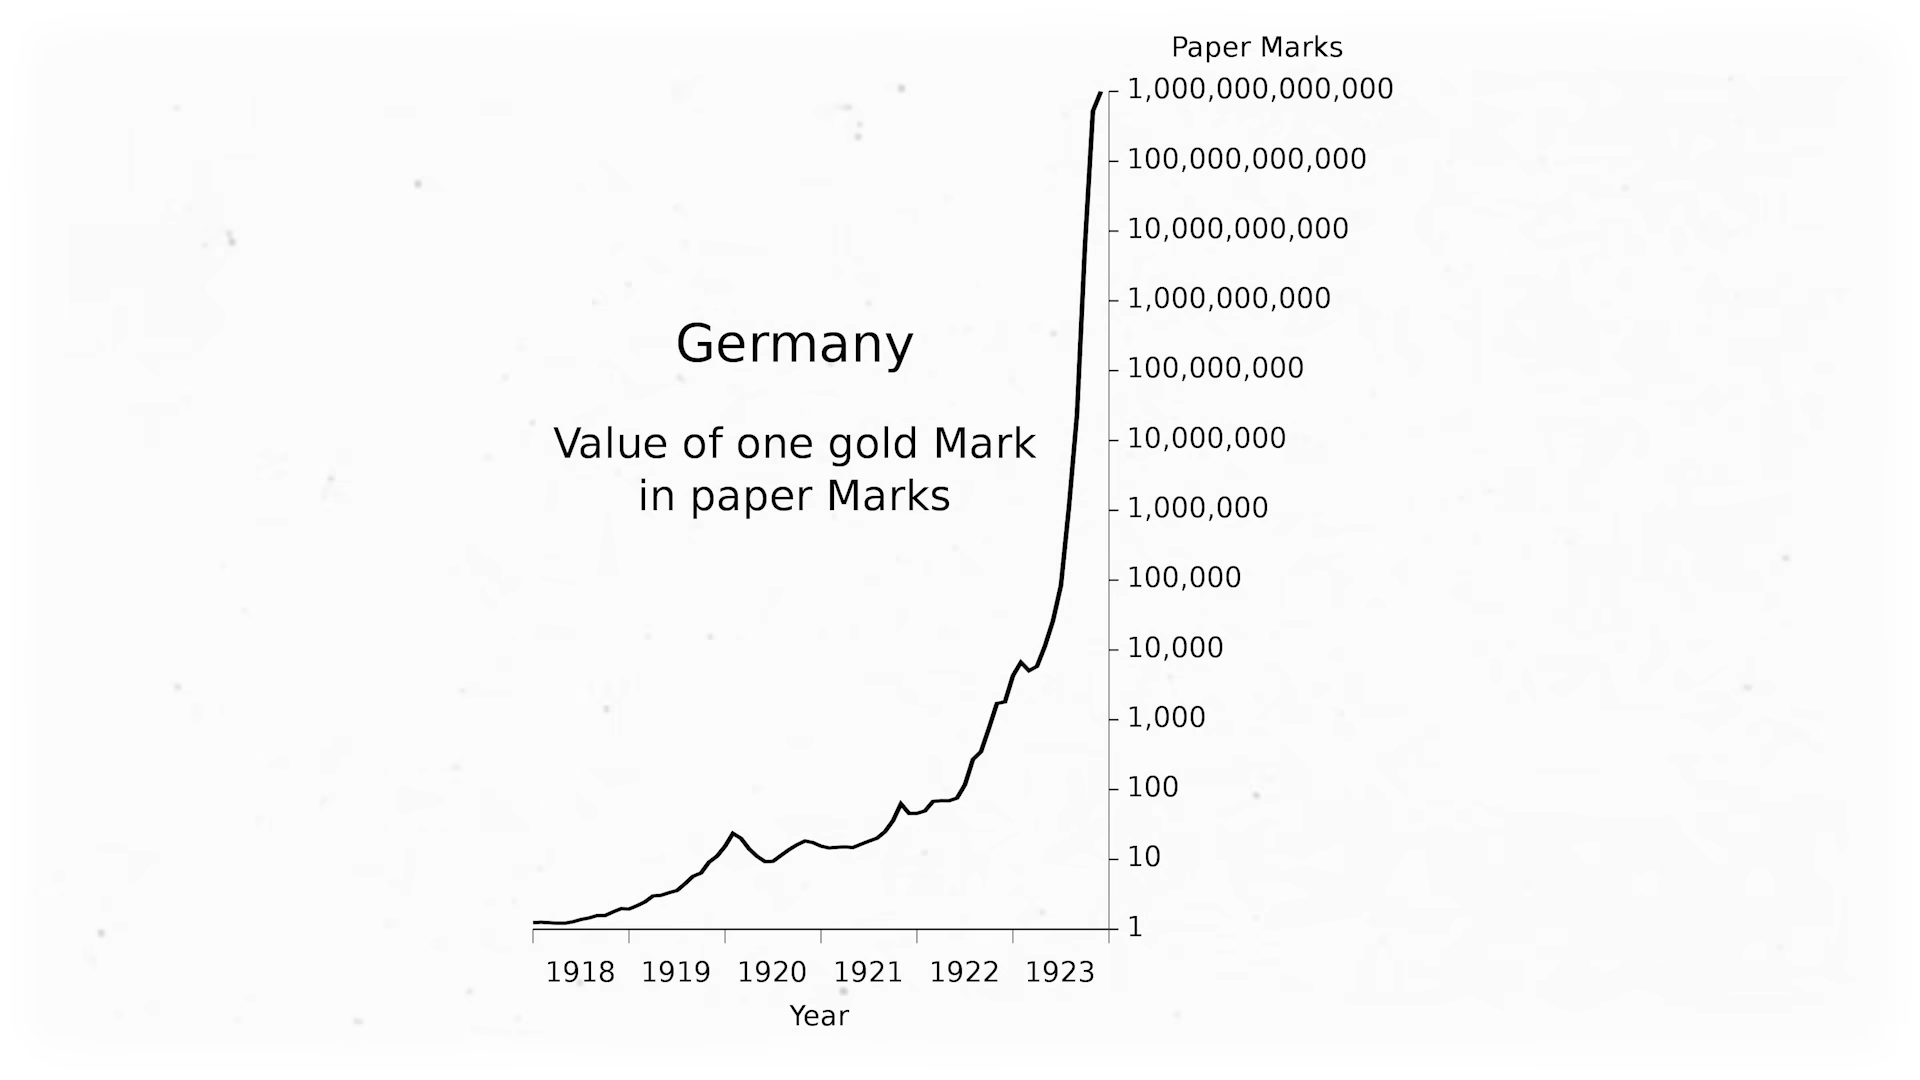 Paper Marks
1,000,000,000,000
100,000,000,000
10,000,000,000
1,000,000,000
100,000,000
10,000,000
1,000,000
100,000
10,000
1,000
100
10
1
Germany
Value of one gold Mark
in paper Marks
1918 1919 1920 1921 1922 1923
Year